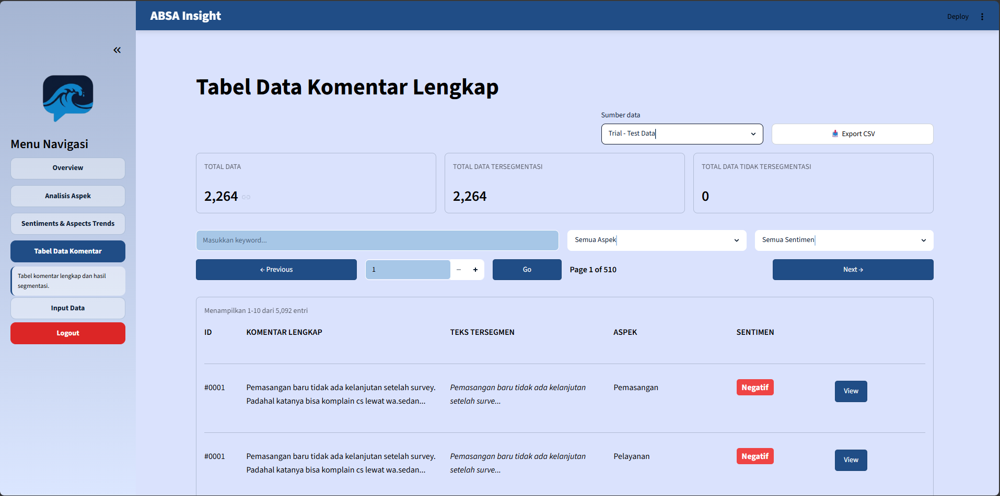 ABSA Insight
Deploy
Menu Navigasi
Overview
Analisis Aspek
Sentiments & Aspects Trends
Tabel Data Komentar
Tabel komentar lengkap dan hasil
segmentasi.
Input Data
Logout
Tabel Data Komentar Lengkap
Sumber data
Trial - Test Data
Export CSV
TOTAL DATA
2,264
TOTAL DATA TERSEGMENTASI
2,264
TOTAL DATA TIDAK TERSEGMENTASI
0
Masukkan keyword...
Semua Aspek
Semua Sentimen
← Previous
1
− +
Go
Page 1 of 510
Next →
Menampilkan 1-10 dari 5,092 entri
ID KOMENTAR LENGKAP TEKS TERSEGMEN ASPEK SENTIMEN
#0001
Pemasangan baru tidak ada kelanjutan setelah survey.
Padahal katanya bisa komplain cs lewat wa.sedan...
Pemasangan baru tidak ada kelanjutan
setelah surve...
Pemasangan
Negatif
View
#0001
Pemasangan baru tidak ada kelanjutan setelah survey.
Padahal katanya bisa komplain cs lewat wa.sedan...
Pemasangan baru tidak ada kelanjutan
setelah surve...
Pelayanan
Negatif
View